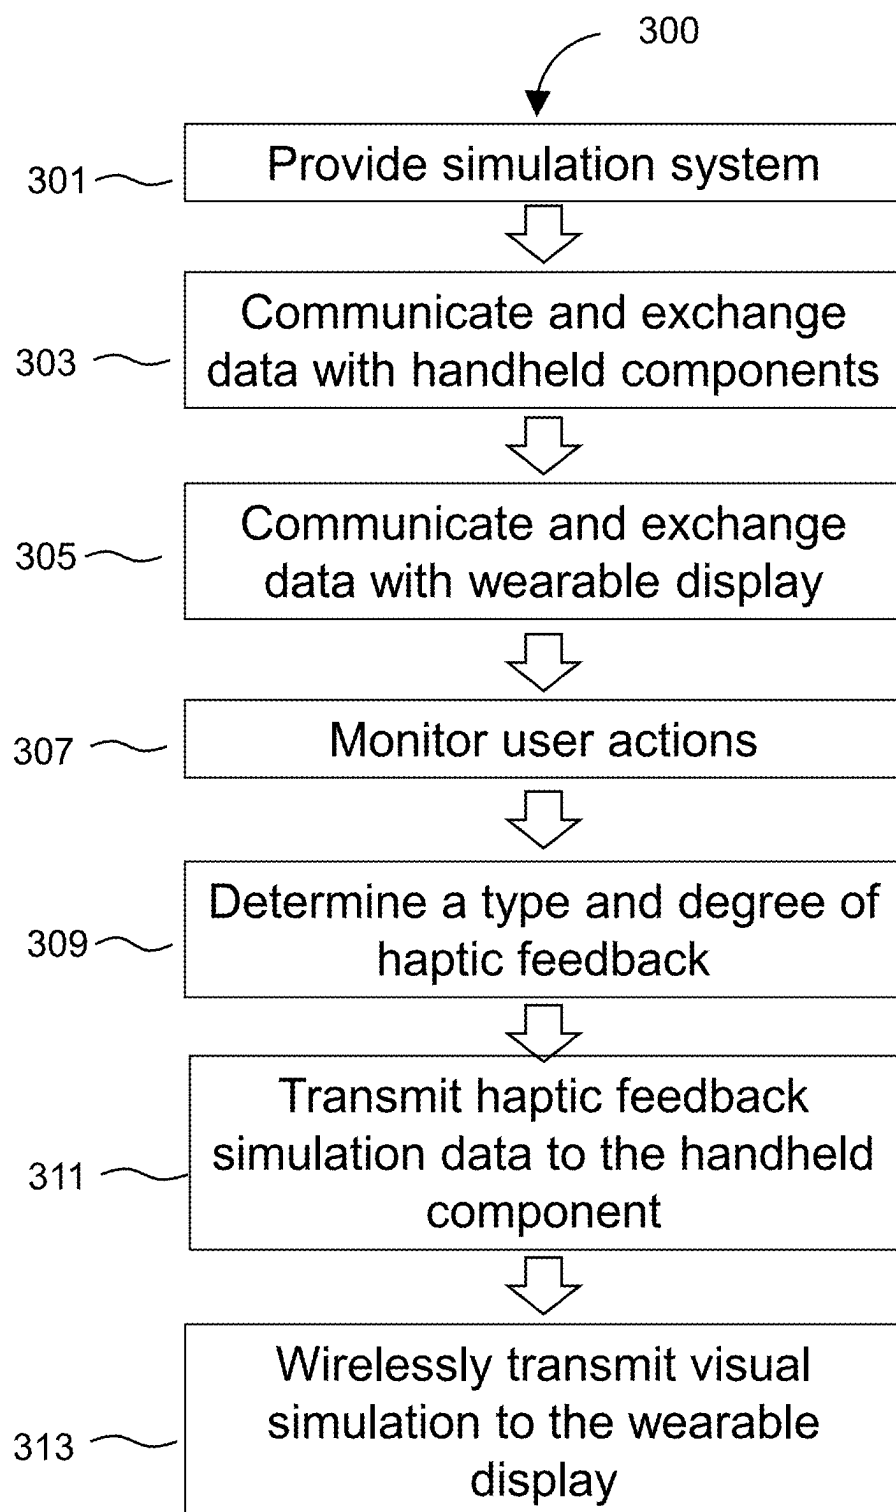 300
301
Provide simulation system
303
Communicate and exchange
data with handheld components
305
Communicate and exchange
data with wearable display
307
Monitor user actions
309
Determine a type and degree of
haptic feedback
311
Transmit haptic feedback
simulation data to the handheld
component
313
Wirelessly transmit visual
simulation to the wearable
display